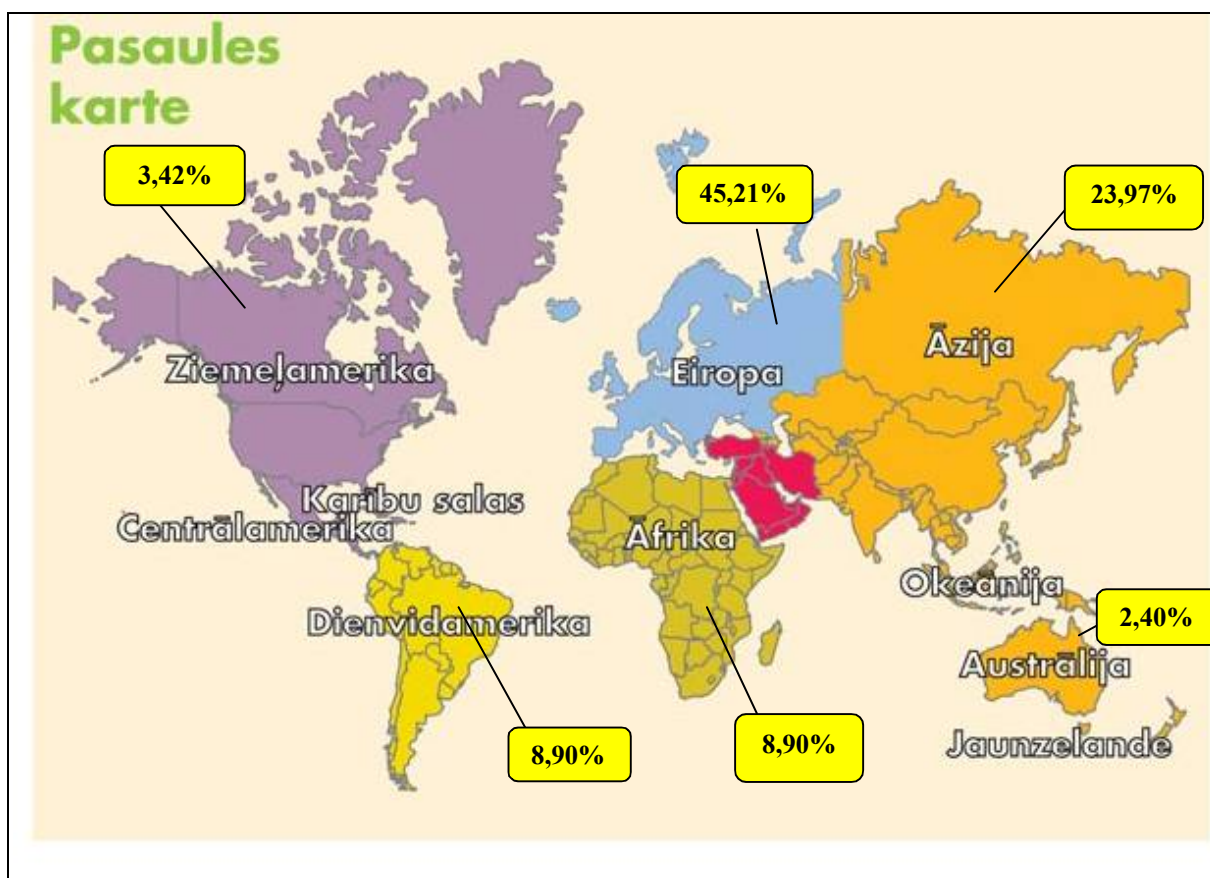 Pasaules
karte
3,42%
45,21%
23,97%
Ziemeļamerika
Eiropa
Āzija
Karību salas
Centrālamerika
Āfrika
Okeānija
Dienvidamerika
2,40%
Austrālija
8,90%
8,90%
Jaunzelande